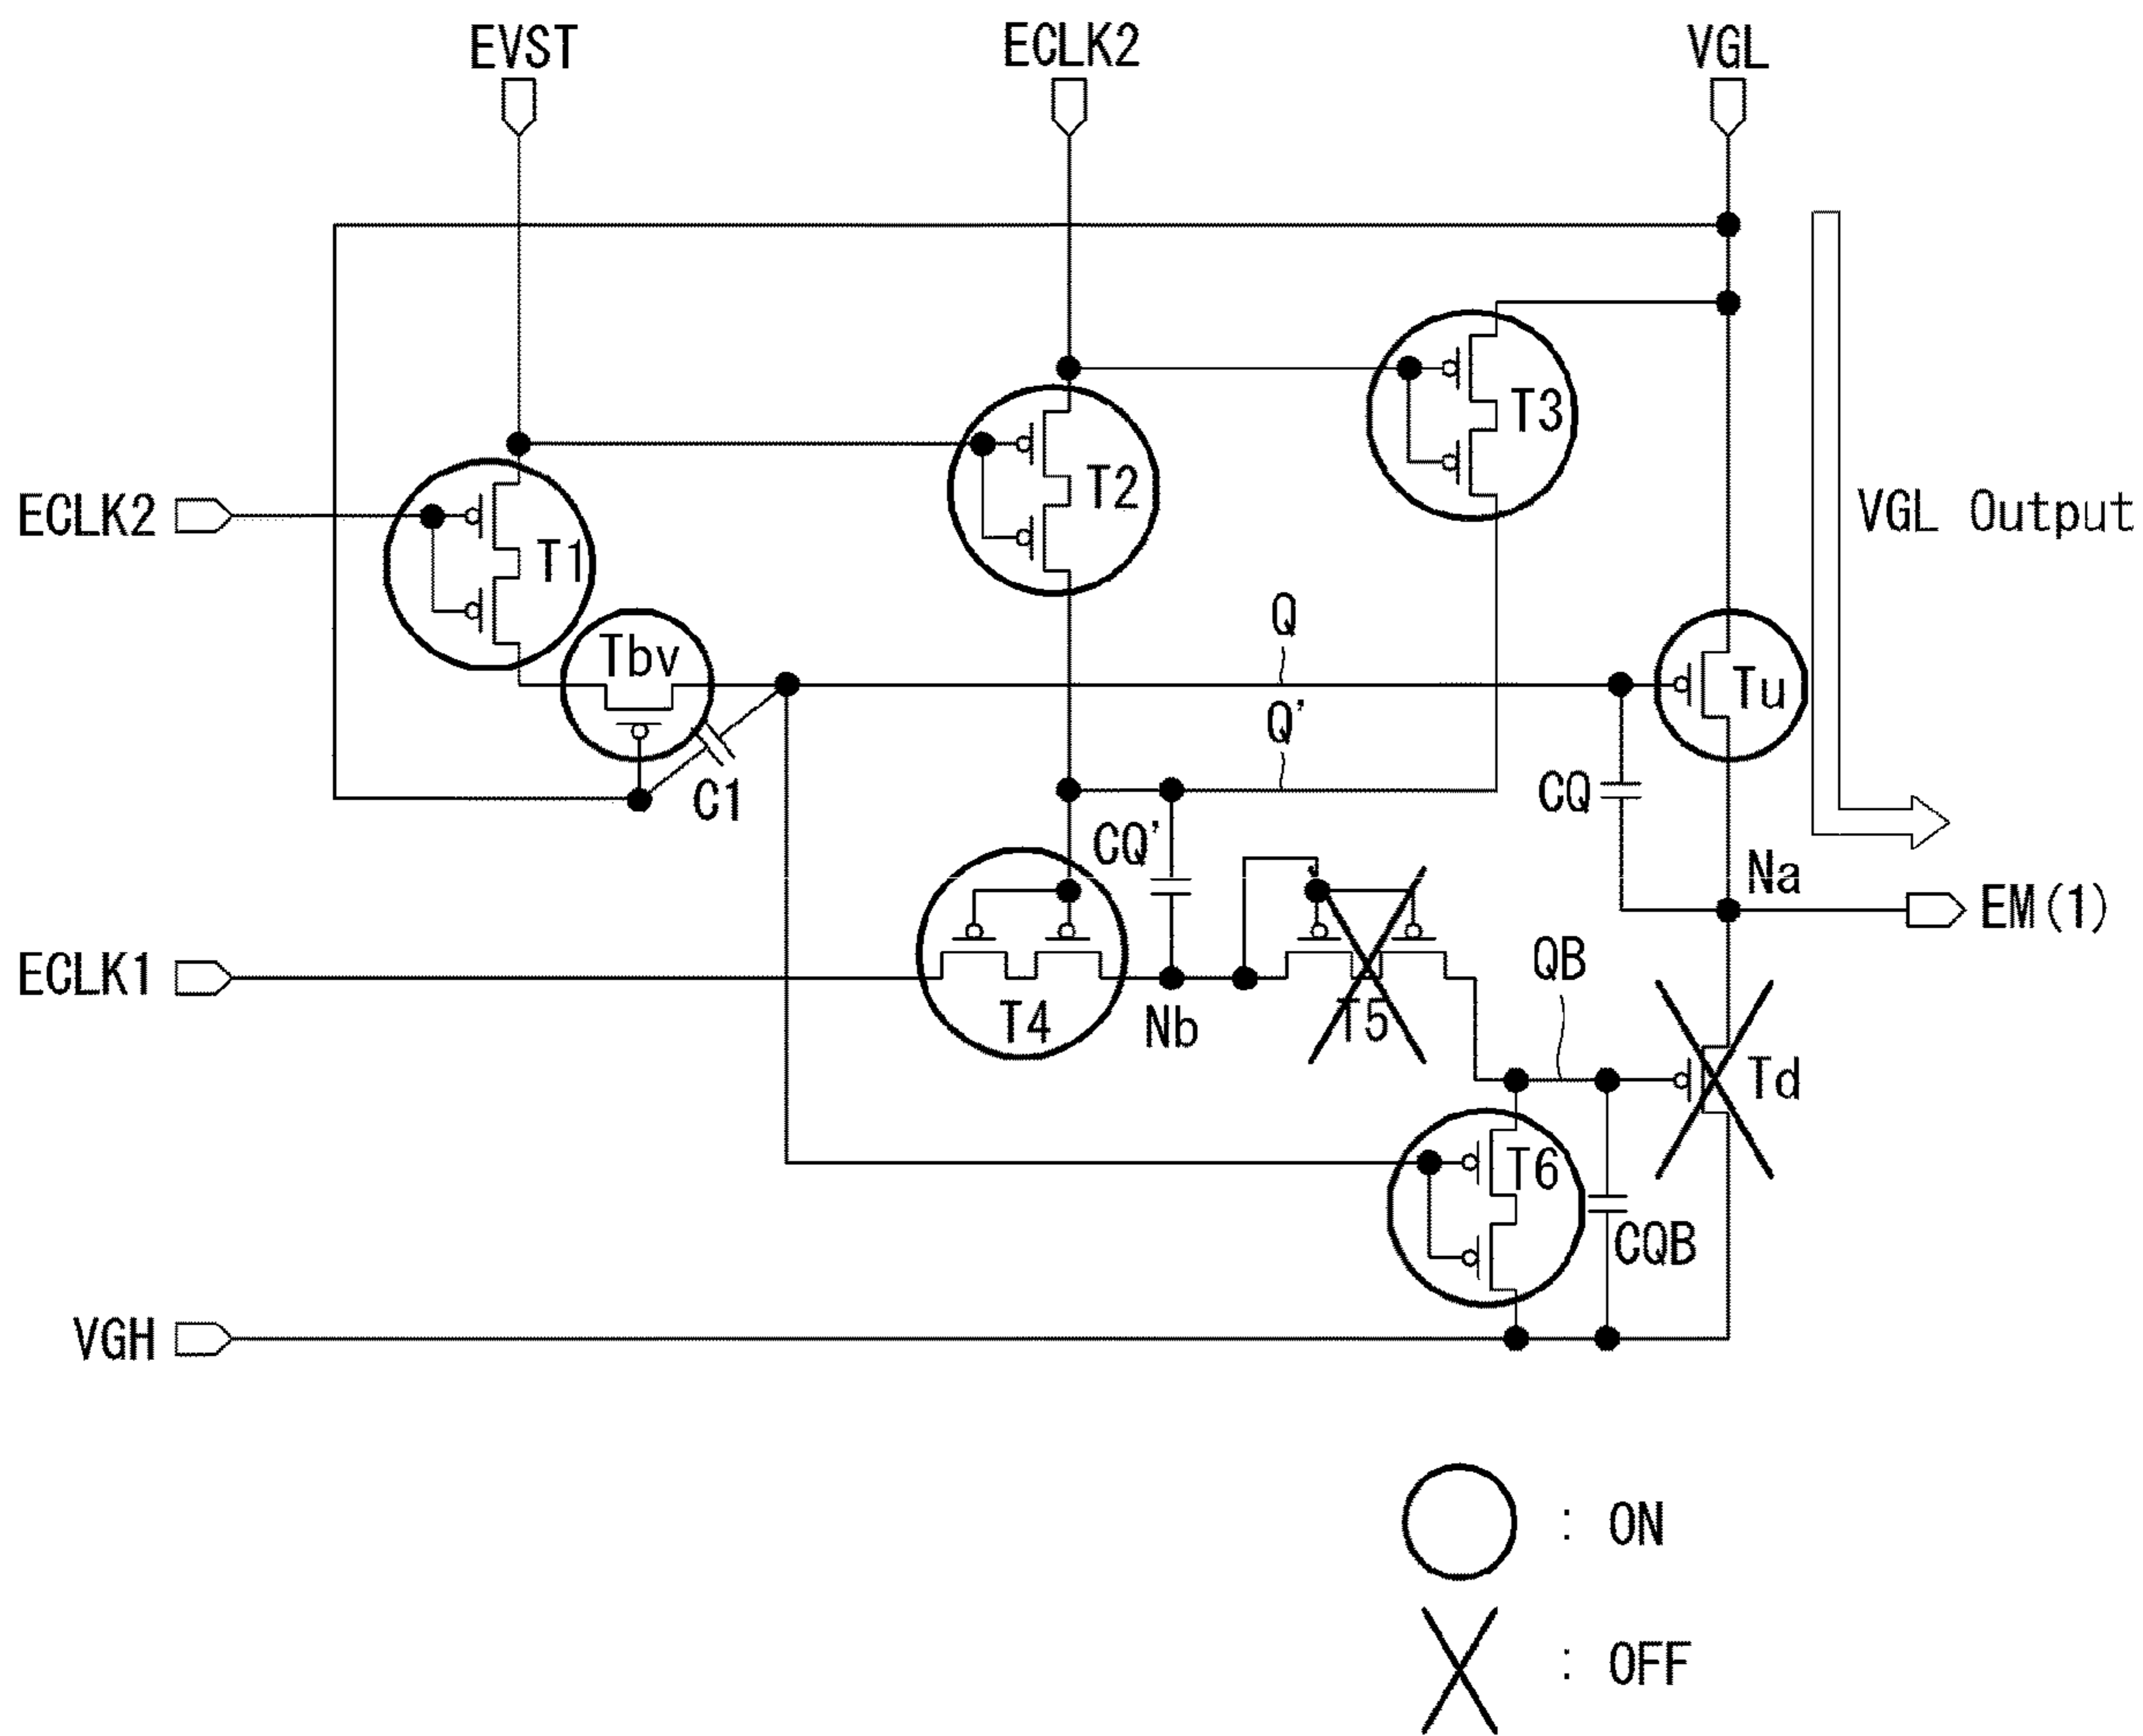 EVST
ECLK2
VGL
T3
T2
ECLK2
VGL Output
T1
Q
Tbv
Tu
Q'
C1
CQ
CQ'
Na
EM(1)
QB
ECLK1
T4
Nb
T5
Td
T6
CQB
VGH
: ON
: OFF